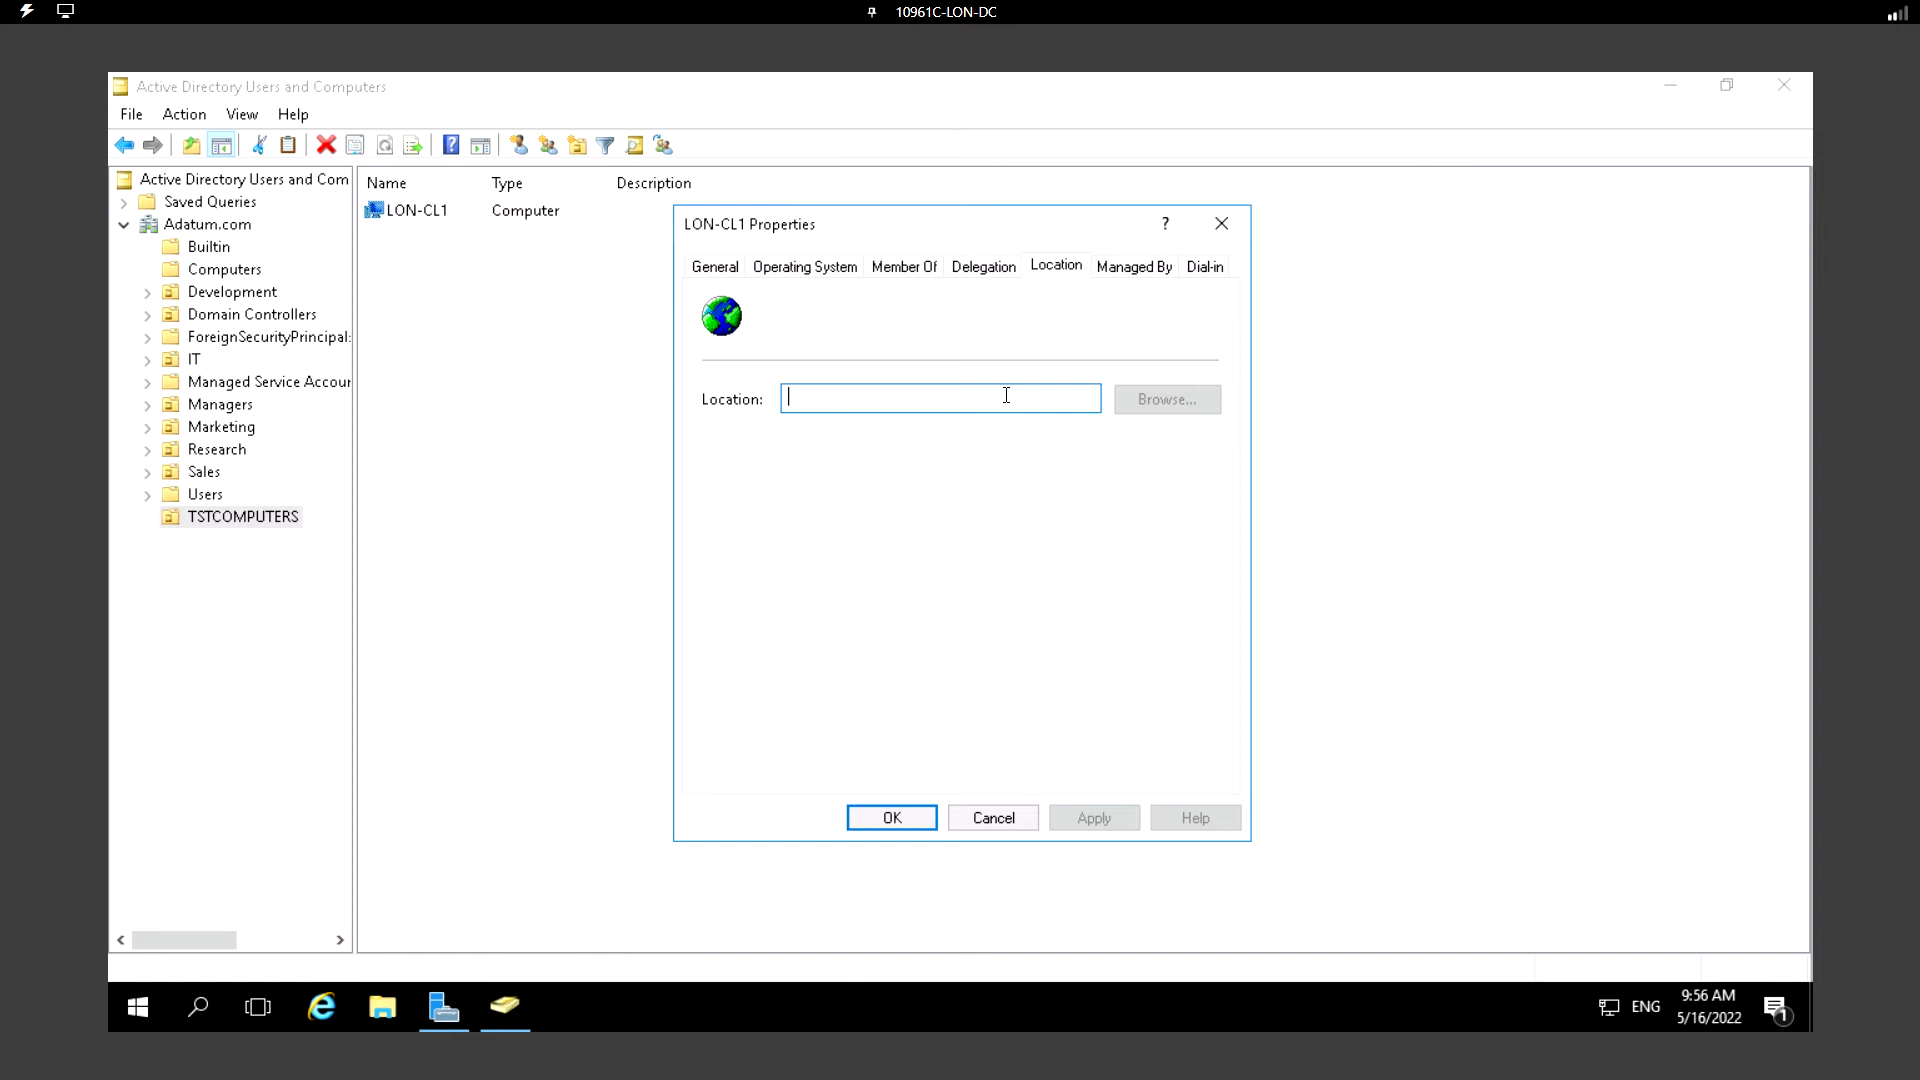 10961C-LON-DC
Active Directory Users and Computers
File Action View Help
Active Directory Users and Com
Saved Queries
Adatum.com
Builtin
Computers
Development
Domain Controllers
ForeignSecurityPrincipal:
IT
Managed Service Accour
Managers
Marketing
Research
Sales
Users
TSTCOMPUTERS
Name Type Description
LON-CL1 Computer
LON-CL1 Properties
General Operating System Member Of Delegation Location Managed By Dial-in
Location: Browse...
OK Cancel Apply Help
ENG
9:56 AM
5/16/2022
1